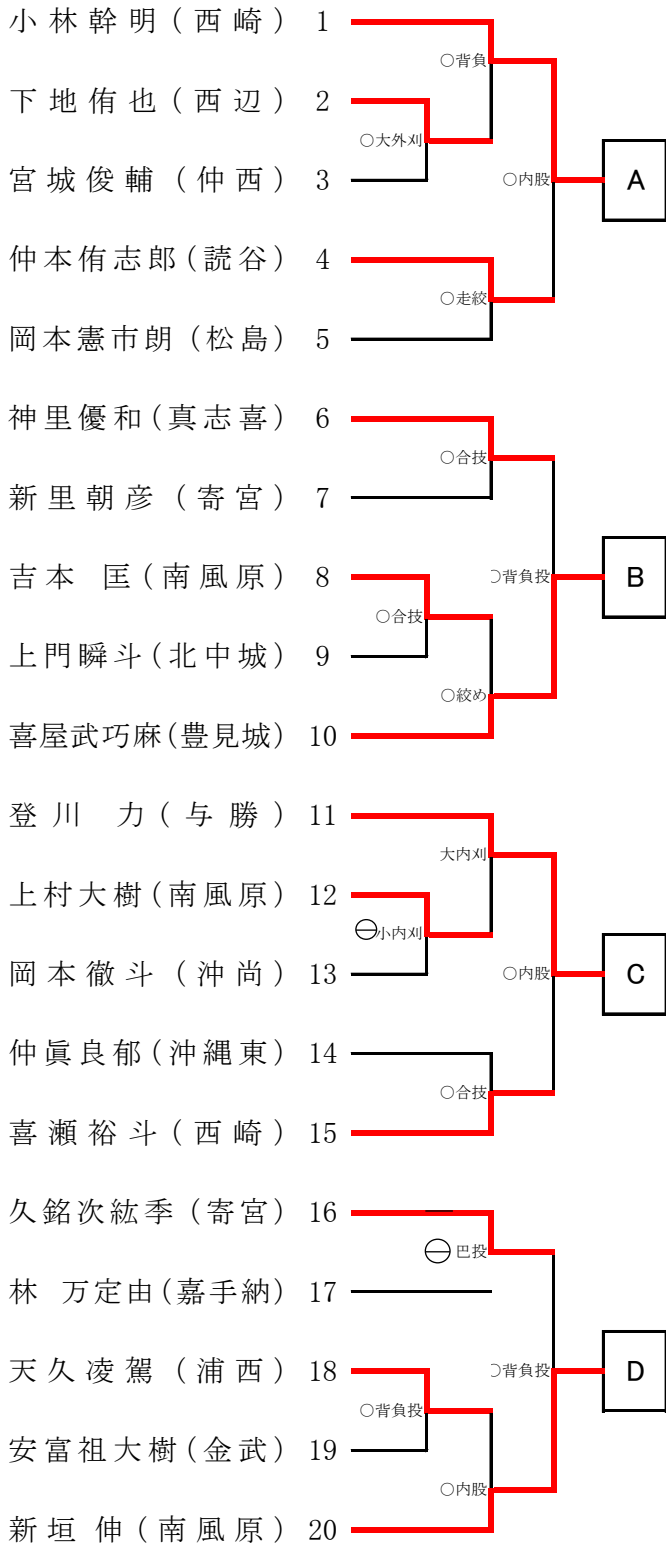 小林幹明(西崎) 1
○背負
下地侑也(西辺) 2
○大外刈
宮城俊輔(仲西) 3
○内股
A
仲本侑志郎(読谷) 4
○走絞
岡本憲市朗(松島) 5
神里優和(真志喜) 6
○合技
新里朝彦(寄宮) 7
吉本 匡(南風原) 8
○背負投
B
○合技
上門瞬斗(北中城) 9
○絞め
喜屋武巧麻(豊見城) 10
登川 力(与勝) 11
大内刈
上村大樹(南風原) 12
⊖小内刈
岡本徹斗(沖尚) 13
○内股
C
仲眞良郁(沖縄東) 14
○合技
喜瀬裕斗(西崎) 15
久銘次紘季(寄宮) 16
⊖巴投
林 万定由(嘉手納) 17
天久凌駕(浦西) 18
○背負投
D
○背負投
安富祖大樹(金武) 19
○内股
新垣伸(南風原) 20